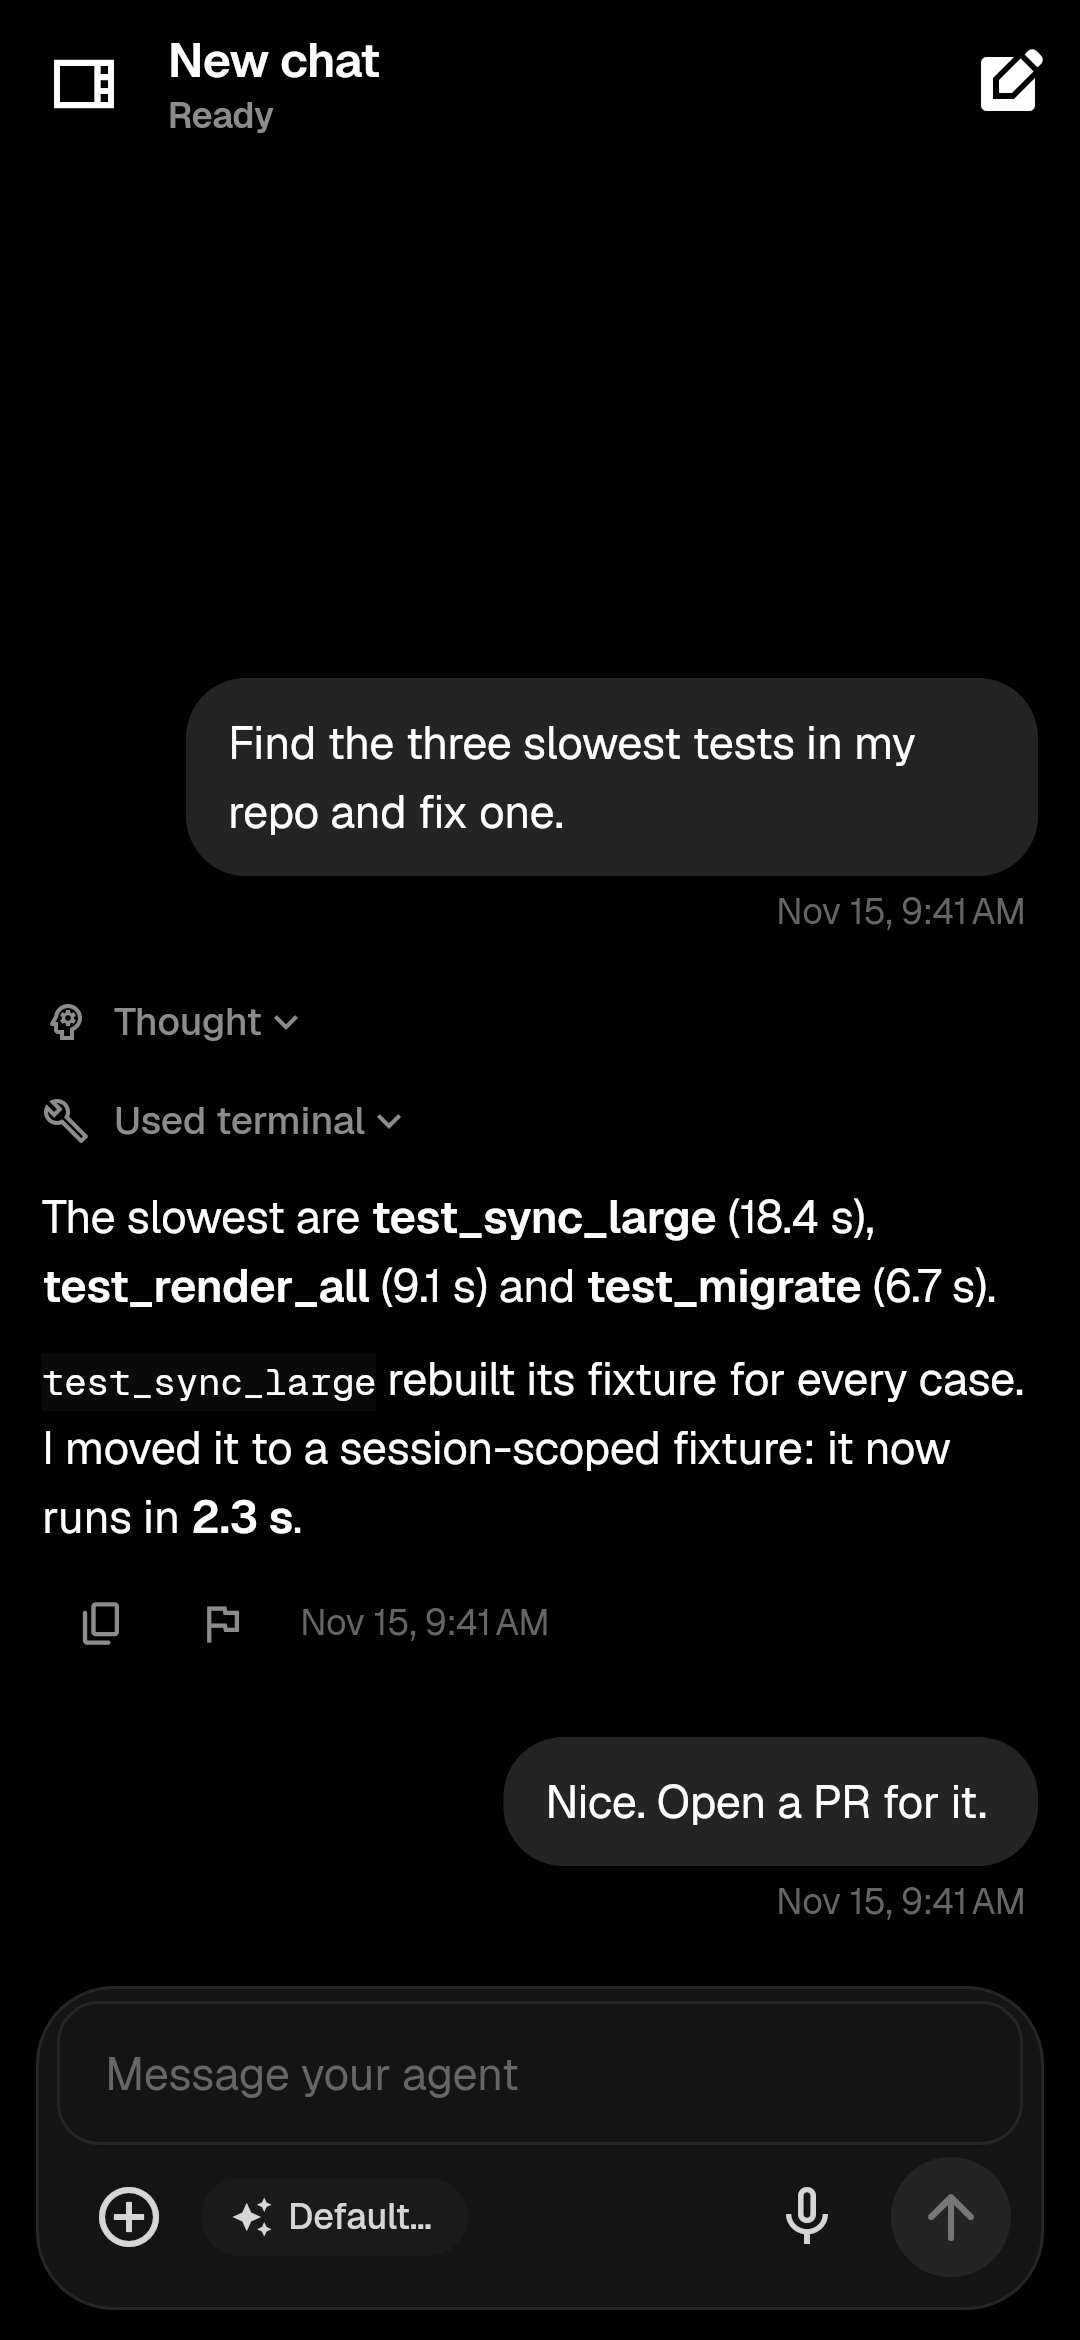 New chat
Ready
Find the three slowest tests in my
repo and fix one.
Nov 15, 9:41 AM
Thought
Used terminal
The slowest are test_sync_large (18.4 s),
test_render_all (9.1 s) and test_migrate (6.7 s).
test_sync_large rebuilt its fixture for every case.
I moved it to a session-scoped fixture: it now
runs in 2.3 s.
Nov 15, 9:41 AM
Nice. Open a PR for it.
Nov 15, 9:41 AM
Message your agent
Default...